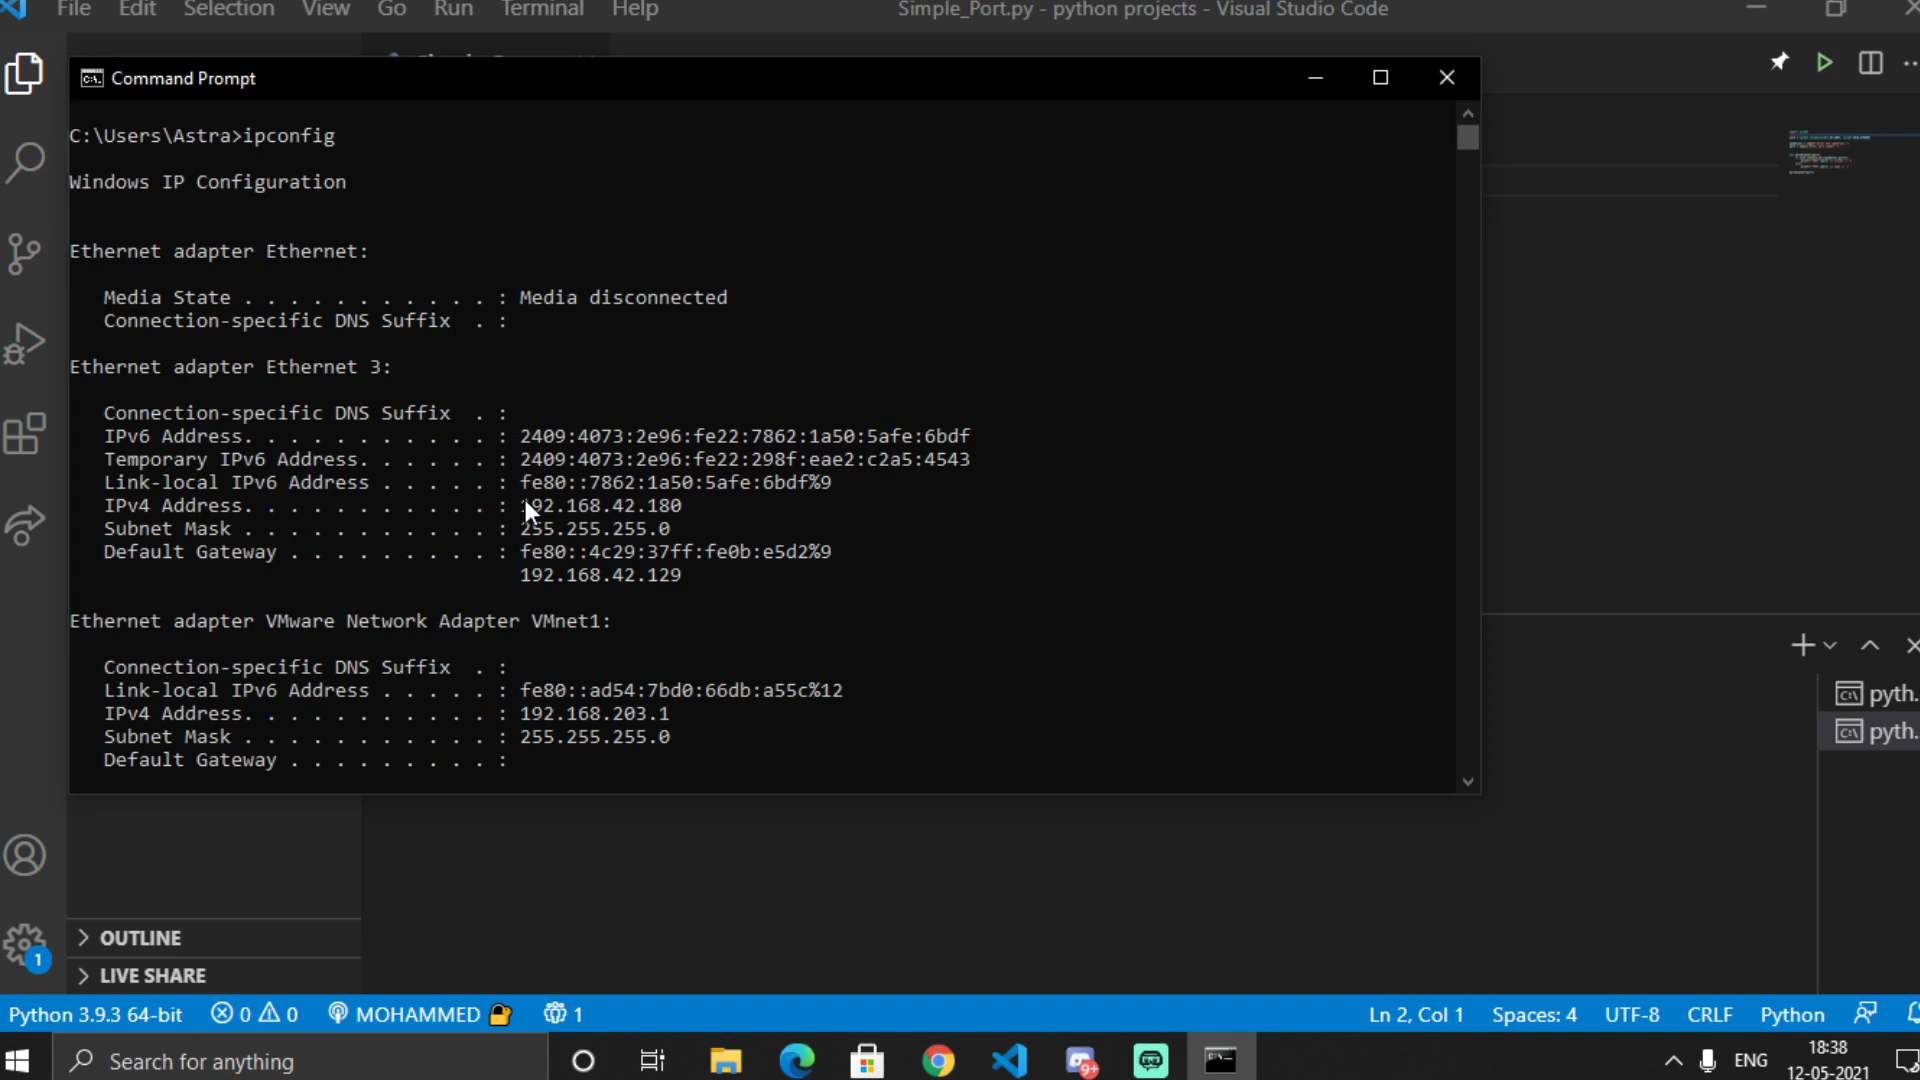 File Edit Selection View Go Run Terminal Help
Simple_Port.py - python projects - Visual Studio Code
Command Prompt
C:\Users\Astra>ipconfig
Windows IP Configuration
Ethernet adapter Ethernet:
Media State . . . . . . . . . . . : Media disconnected
Connection-specific DNS Suffix . :
Ethernet adapter Ethernet 3:
Connection-specific DNS Suffix . :
IPv6 Address. . . . . . . . . . . : 2409:4073:2e96:fe22:7862:1a50:5afe:6bdf
Temporary IPv6 Address. . . . . . : 2409:4073:2e96:fe22:298f:eae2:c2a5:4543
Link-local IPv6 Address . . . . . : fe80::7862:1a50:5afe:6bdf%9
IPv4 Address. . . . . . . . . . . : 192.168.42.180
Subnet Mask . . . . . . . . . . . : 255.255.255.0
Default Gateway . . . . . . . . . : fe80::4c29:37ff:fe0b:e5d2%9
192.168.42.129
Ethernet adapter VMware Network Adapter VMnet1:
Connection-specific DNS Suffix . :
Link-local IPv6 Address . . . . . : fe80::ad54:7bd0:66db:a55c%12
IPv4 Address. . . . . . . . . . . : 192.168.203.1
Subnet Mask . . . . . . . . . . . : 255.255.255.0
Default Gateway . . . . . . . . . :
pyth.
pyth.
OUTLINE
LIVE SHARE
1
Python 3.9.3 64-bit 0 0 MOHAMMED 1 Ln 2, Col 1 Spaces: 4 UTF-8 CRLF Python
Search for anything
9+
ENG
18:38
12-05-2021